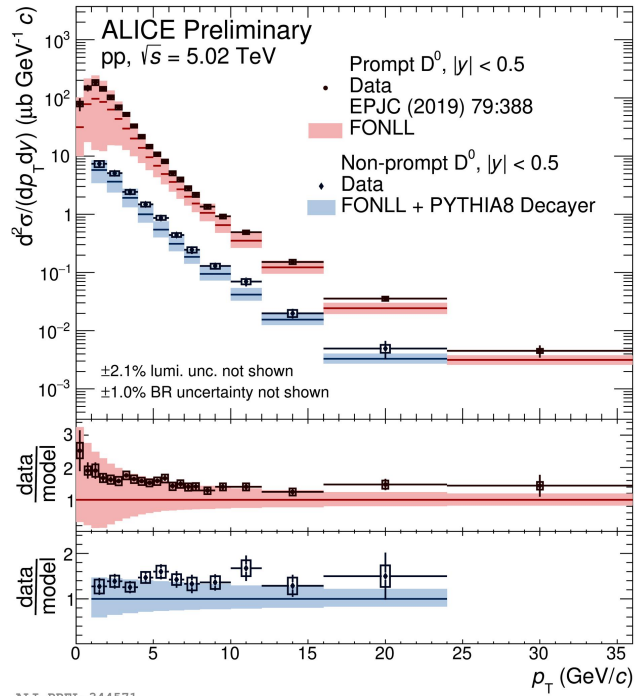 ALICE Preliminary
pp, √s = 5.02 TeV
Prompt D⁰, |y| < 0.5
Data
EPJC (2019) 79:388
FONLL
Non-prompt D⁰, |y| < 0.5
Data
FONLL + PYTHIA8 Decayer
±2.1% lumi. unc. not shown
±1.0% BR uncertainty not shown
d²σ/(dp_T dy) (μb GeV⁻¹ c)
10³
10²
10
1
10⁻¹
10⁻²
10⁻³
data
model
3
2
1
data
model
2
1
0 5 10 15 20 25 30 35
p_T (GeV/c)